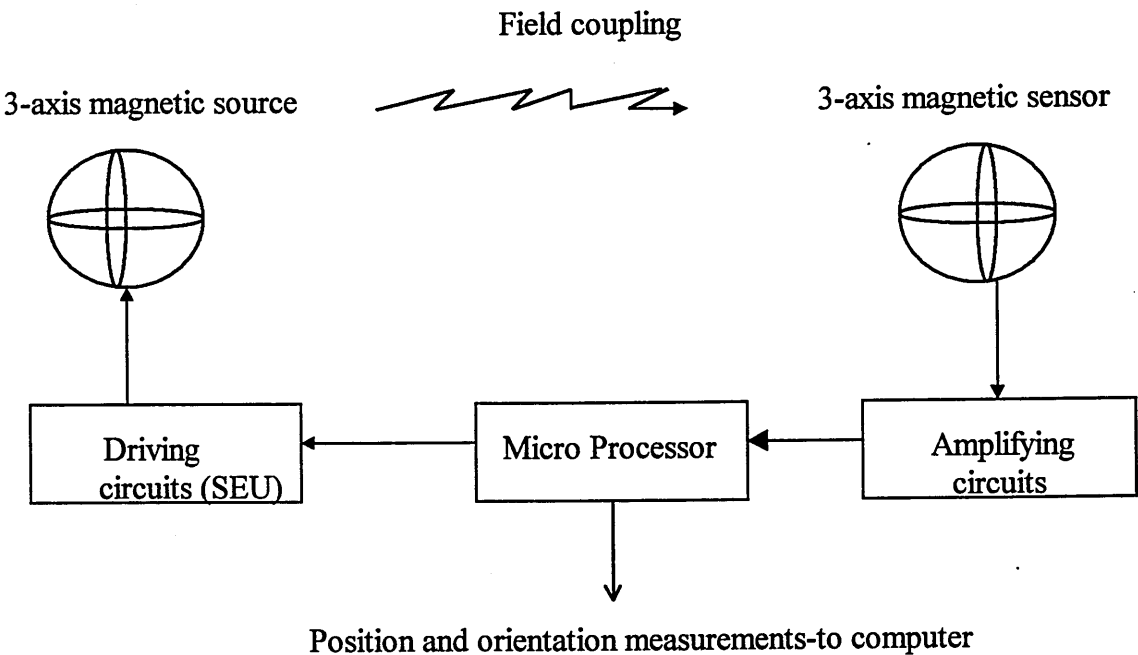 Field coupling
3-axis magnetic source
3-axis magnetic sensor
Driving
circuits (SEU)
Micro Processor
Amplifying
circuits
Position and orientation measurements-to computer